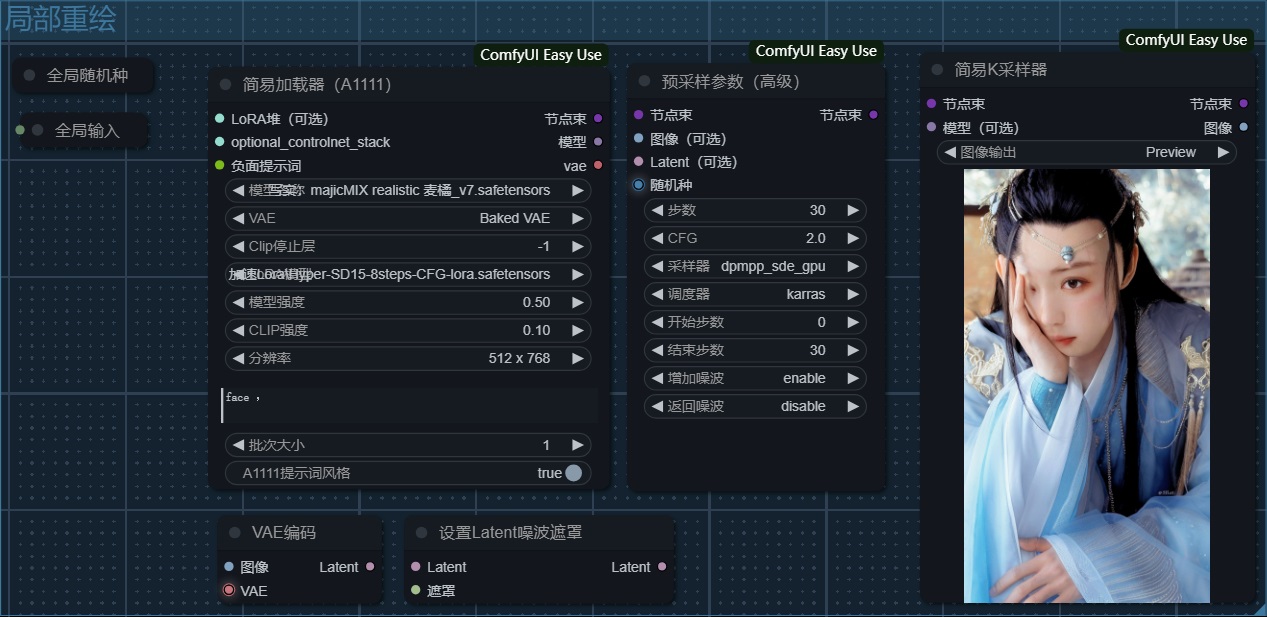 局部重绘
全局随机种
全局输入
ComfyUI Easy Use
简易加载器（A1111）
LoRA堆（可选） 节点束
optional_controlnet_stack 模型
负面提示词 vae
majicMIX realistic 麦橘_v7.safetensors
VAE Baked VAE
Clip停止层 -1
yper-SD15-8steps-CFG-lora.safetensors
模型强度 0.50
CLIP强度 0.10
分辨率 512 x 768
face ，
批次大小 1
A1111提示词风格 true
ComfyUI Easy Use
预采样参数（高级）
节点束 节点束
图像（可选）
Latent（可选）
随机种
步数 30
CFG 2.0
采样器 dpmpp_sde_gpu
调度器 karras
开始步数 0
结束步数 30
增加噪波 enable
返回噪波 disable
ComfyUI Easy Use
简易K采样器
节点束 节点束
模型（可选） 图像
图像输出 Preview
VAE编码
图像 Latent
VAE
设置Latent噪波遮罩
Latent Latent
遮罩